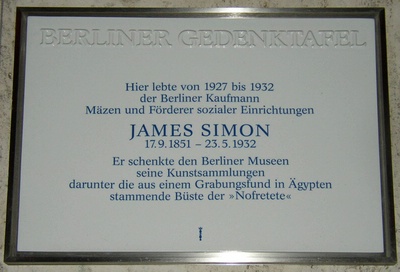 BERLINER GEDENKTAFEL
Hier lebte von 1927 bis 1932
der Berliner Kaufmann
Mäzen und Förderer sozialer Einrichtungen
JAMES SIMON
17.9.1851 – 23.5.1932
Er schenkte den Berliner Museen
seine Kunstsammlungen
darunter die aus einem Grabungsfund in Ägypten
stammende Büste der »Nofretete«